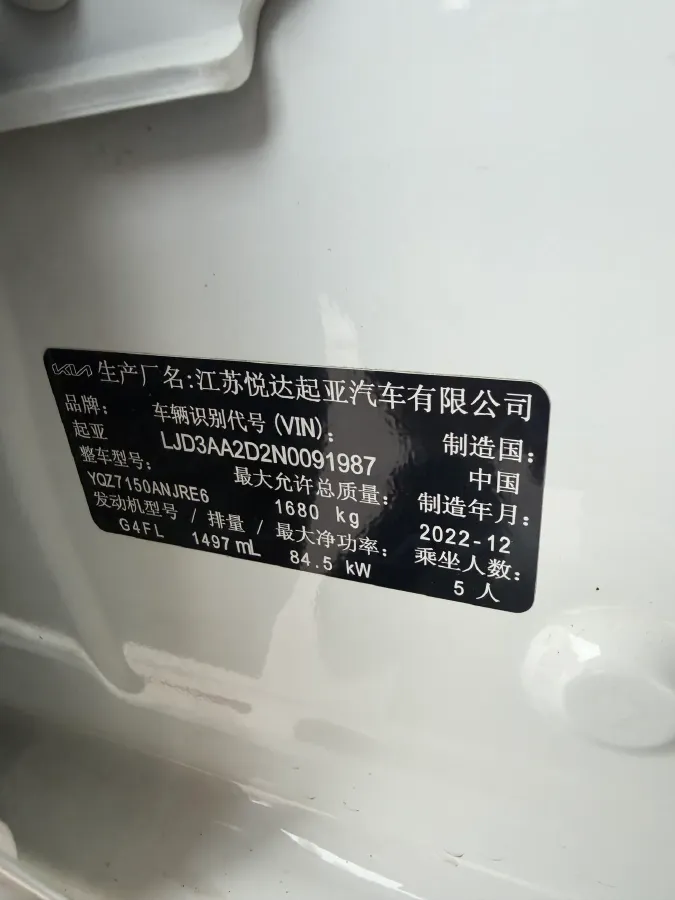 KIA 生产厂名:江苏悦达起亚汽车有限公司
品牌: 车辆识别代号(VIN): 制造国:
起亚 LJD3AA2D2N0091987 中国
整车型号: 最大允许总质量: 制造年月:
YQZ7150ANJRE6 1680 kg 2022-12
发动机型号 / 排量 / 最大净功率: 乘坐人数:
G4FL 1497mL 84.5 kW 5 人